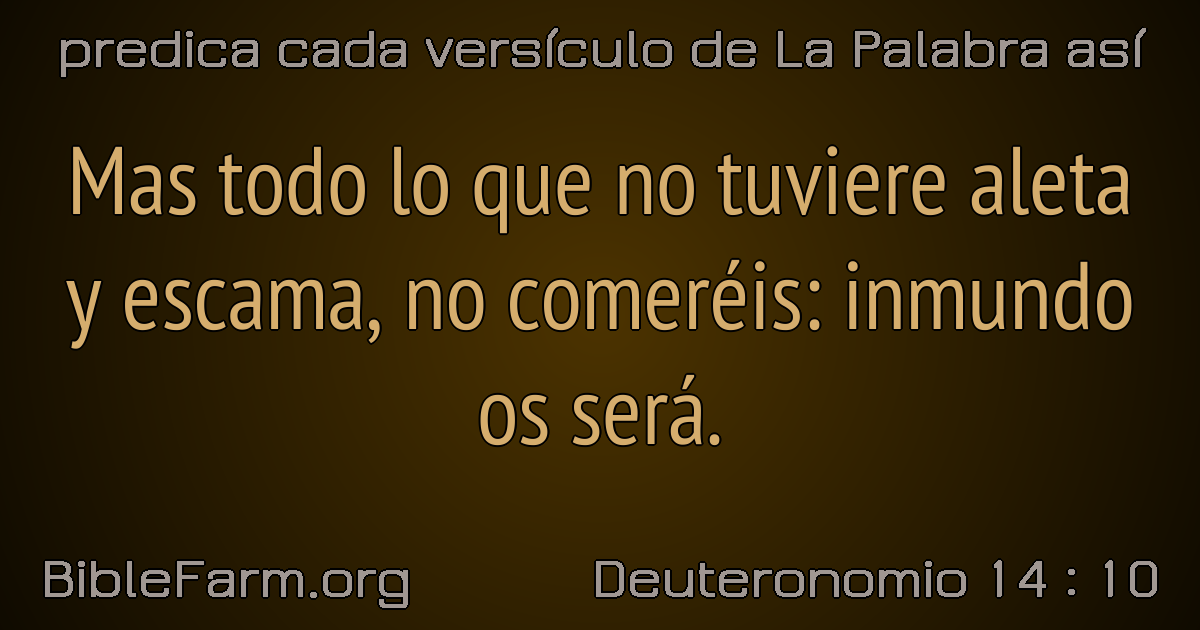 predica cada versículo de La Palabra así
Mas todo lo que no tuviere aleta
y escama, no comeréis: inmundo
os será.
BibleFarm.org
Deuteronomio 14 : 10